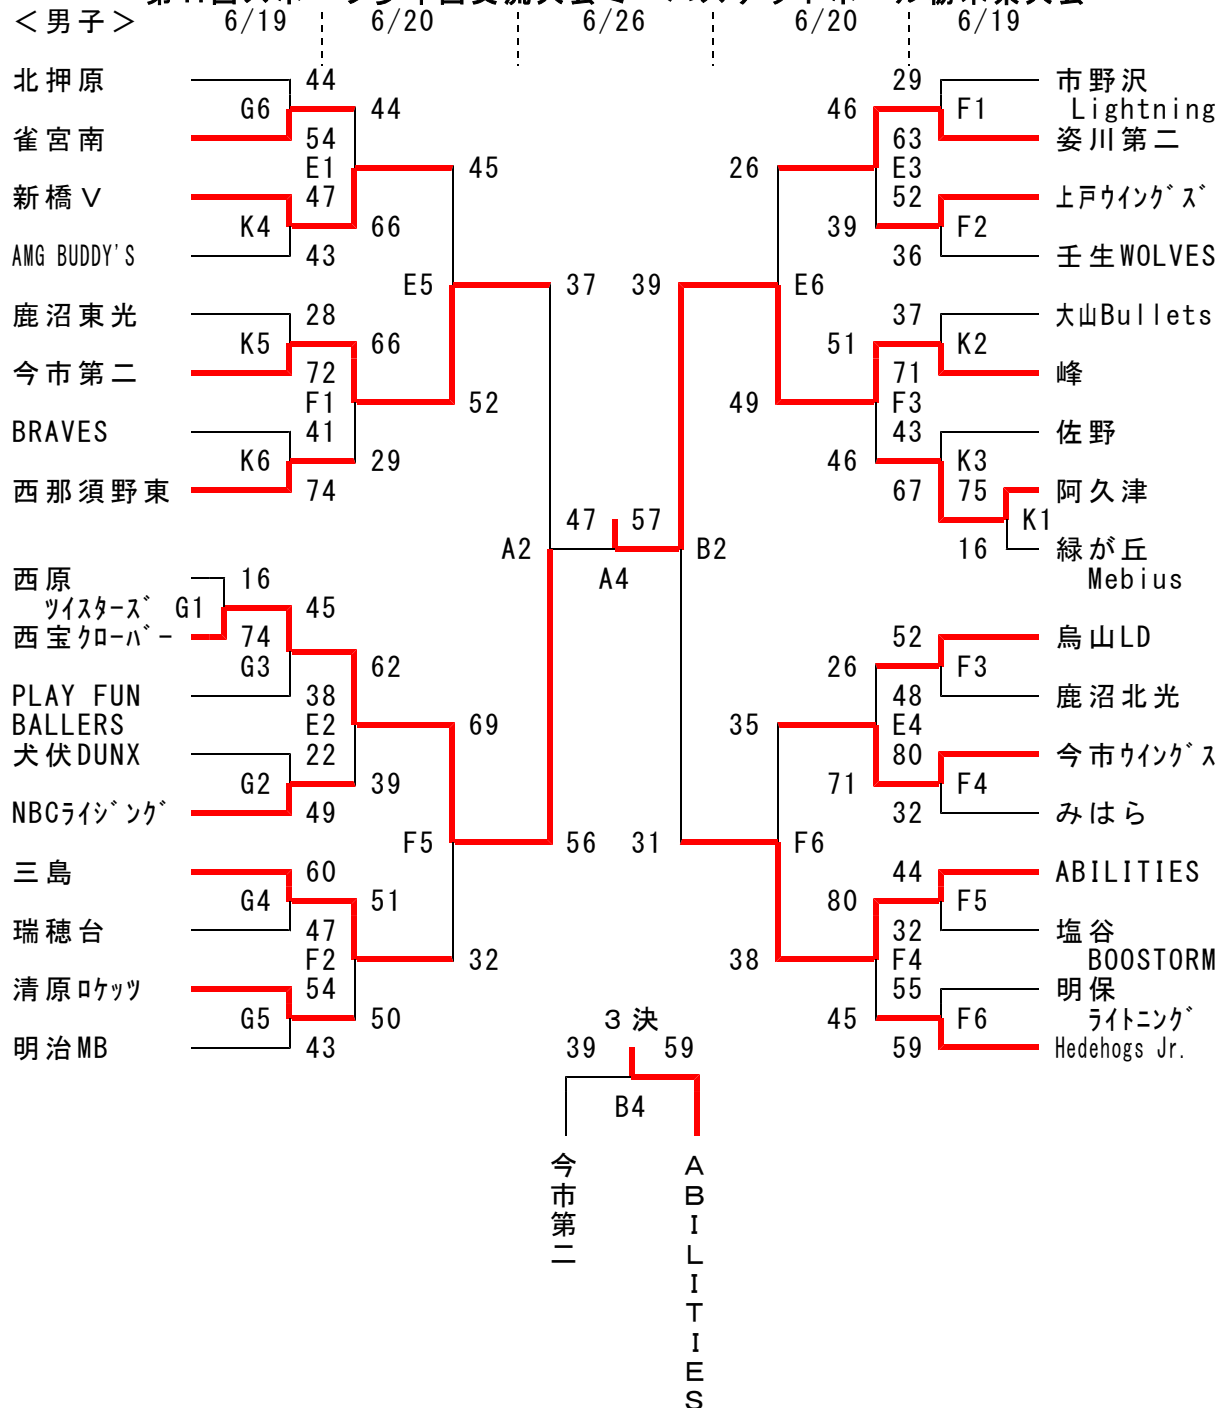 ＜男子＞ 6/19 6/20 6/26 6/20 6/19
北押原 44 29 市野沢
G6 44 46 F1 Lightning
雀宮南 54 63 姿川第二
E1 45 26 E3
新橋Ｖ 47 52 上戸ｳｲﾝｸﾞｽﾞ
K4 66 39 F2
AMG BUDDY'S 43 36 壬生WOLVES
E5 37 39 E6
鹿沼東光 28 37 大山Bullets
K5 66 51 K2
今市第二 72 71 峰
F1 52 49 F3
BRAVES 41 43 佐野
K6 29 46 K3
西那須野東 74 67 75 阿久津
47 57 K1
A2 B2 16 緑が丘
西原 16 A4 Mebius
ﾂｲｽﾀｰｽﾞ G1 45
西宝ｸﾛｰﾊﾞｰ 74 52 烏山LD
G3 62 26 F3
PLAY FUN 38 48 鹿沼北光
BALLERS E2 69 35 E4
犬伏DUNX 22 80 今市ｳｲﾝｸﾞｽ
G2 39 71 F4
NBCﾗｲｼﾞﾝｸﾞ 49 32 みはら
F5 56 31 F6
三島 60 44 ABILITIES
G4 51 80 F5
瑞穂台 47 32 塩谷
F2 32 38 F4 BOOSTORM
清原ﾛｹｯﾂ 54 55 明保
G5 50 3決 45 F6 ﾗｲﾄﾆﾝｸﾞ
明治MB 43 39 59 59 Hedehogs Jr.
B4
今市第二
ＡＢＩＬＩＴＩＥＳ